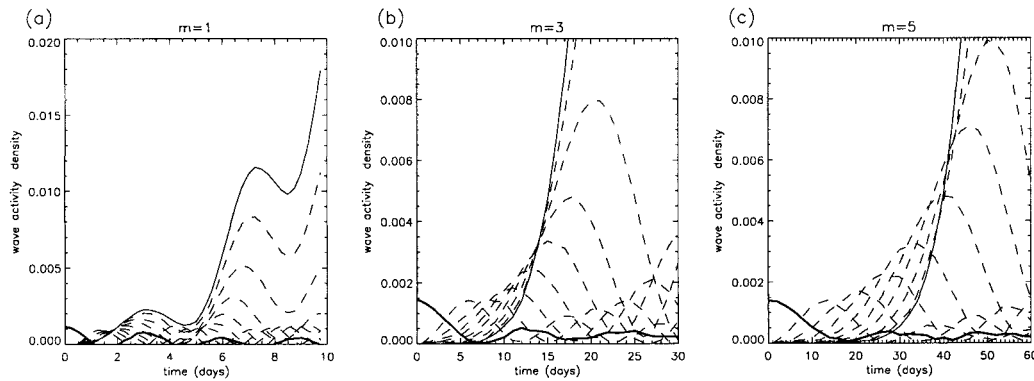 (a)
m=1
0.020
0.015
0.010
0.005
0.000
wave activity density
0 2 4 6 8 10
time (days)
(b)
m=3
0.010
0.008
0.006
0.004
0.002
0.000
wave activity density
0 5 10 15 20 25 30
time (days)
(c)
m=5
0.010
0.008
0.006
0.004
0.002
0.000
wave activity density
0 10 20 30 40 50 60
time (days)